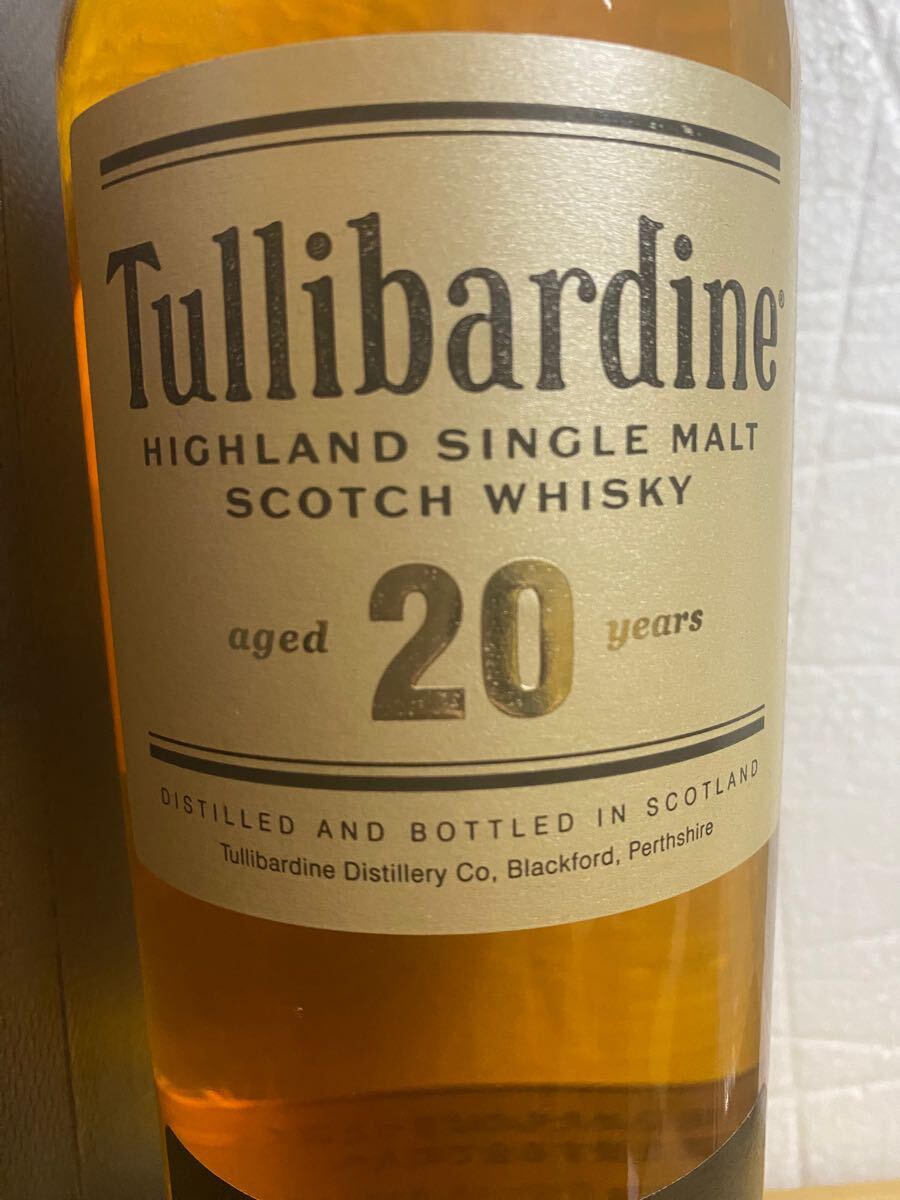 Tullibardine®
HIGHLAND SINGLE MALT
SCOTCH WHISKY
aged 20 years
DISTILLED AND BOTTLED IN SCOTLAND
Tullibardine Distillery Co, Blackford, Perthshire